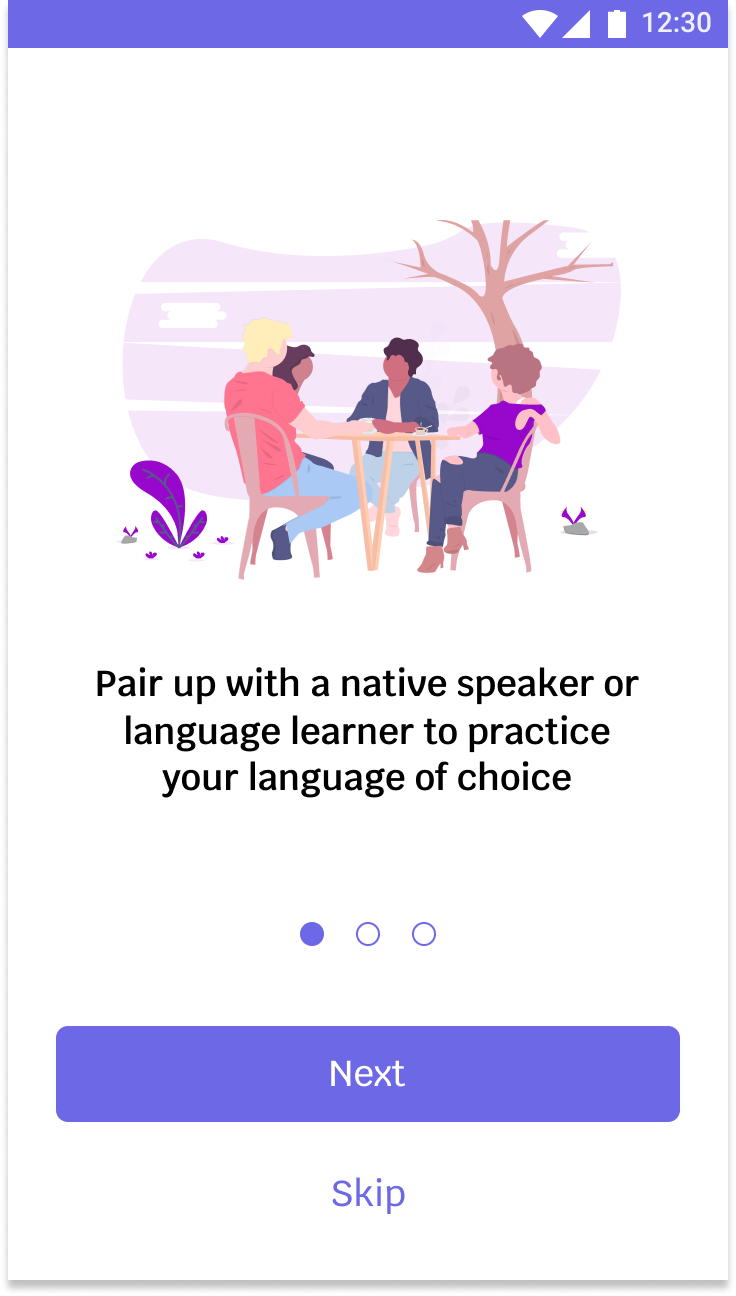 12:30
Pair up with a native speaker or
language learner to practice
your language of choice
Next
Skip